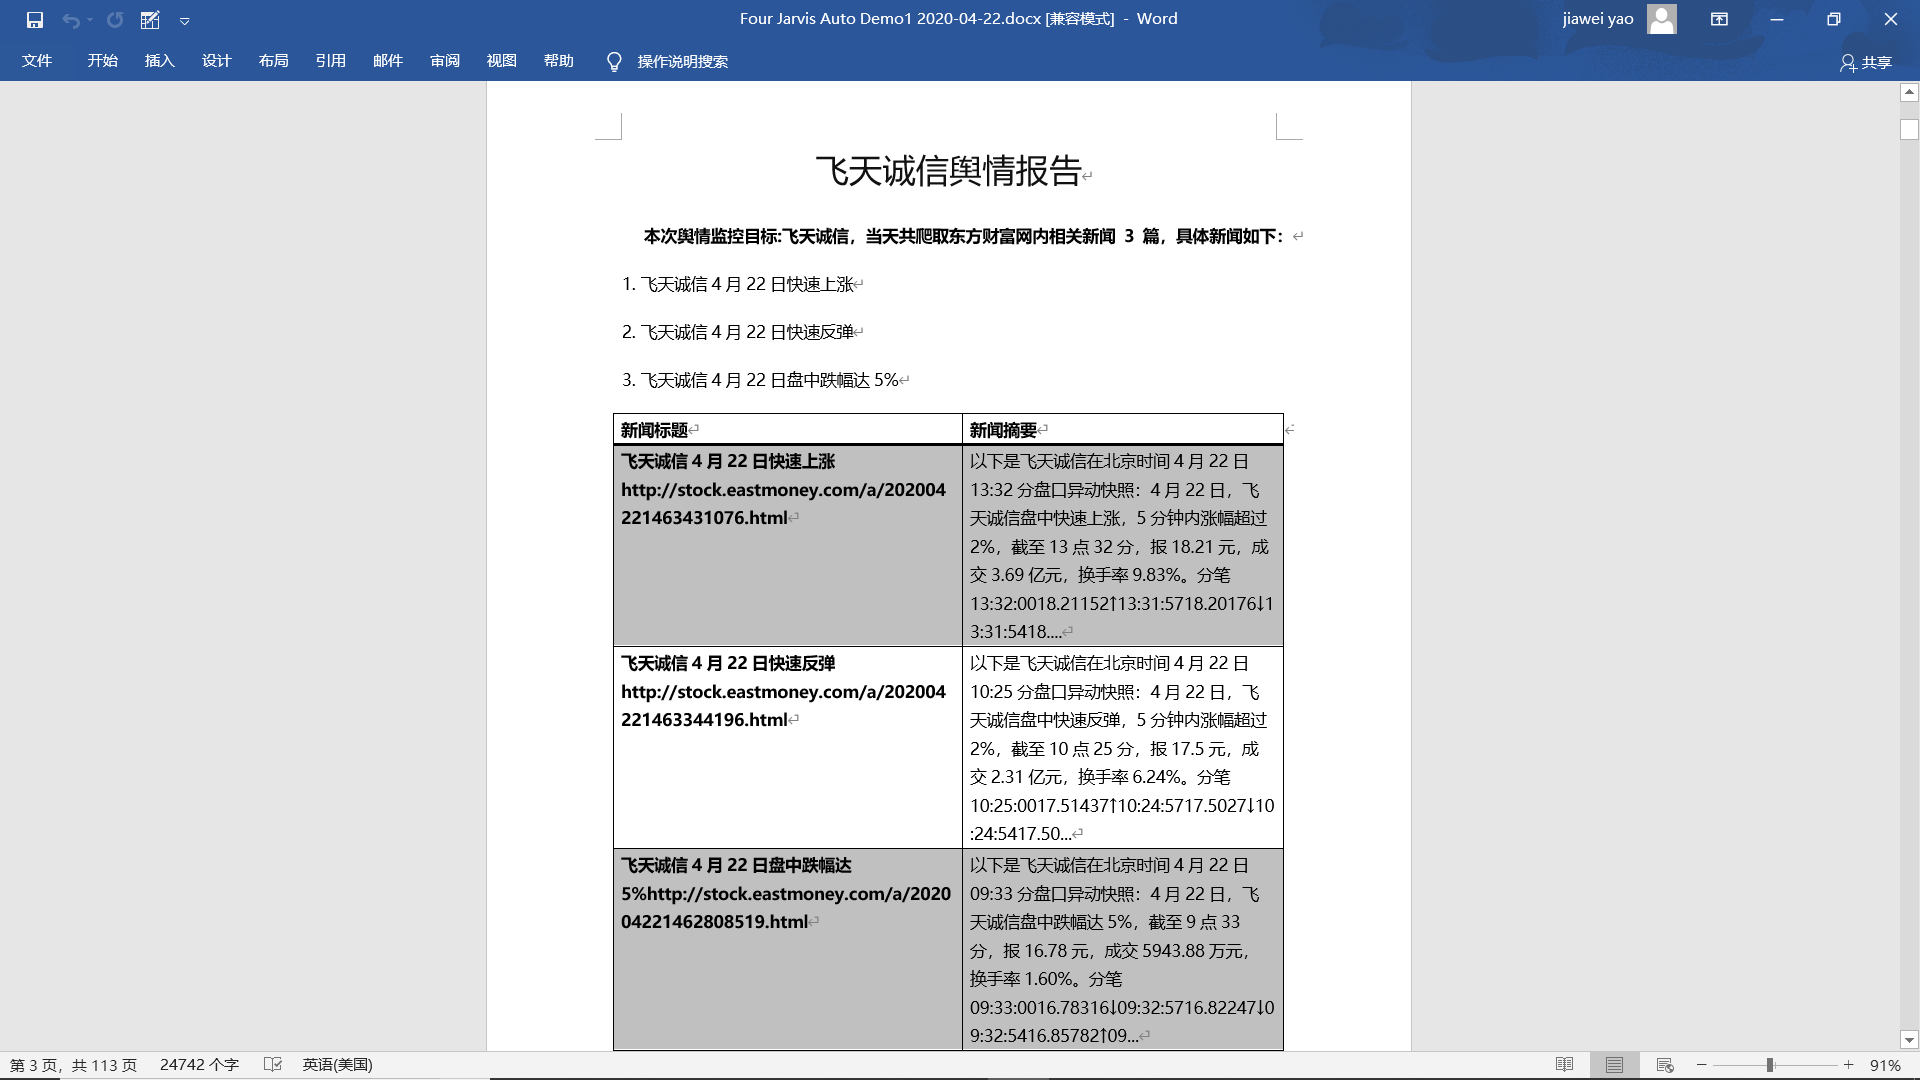 Four Jarvis Auto Demo1 2020-04-22.docx [兼容模式] - Word
jiawei yao
文件 开始 插入 设计 布局 引用 邮件 审阅 视图 帮助 操作说明搜索 共享
飞天诚信舆情报告
本次舆情监控目标:飞天诚信，当天共爬取东方财富网内相关新闻 3 篇，具体新闻如下：
1. 飞天诚信 4 月 22 日快速上涨
2. 飞天诚信 4 月 22 日快速反弹
3. 飞天诚信 4 月 22 日盘中跌幅达 5%
新闻标题
新闻摘要
飞天诚信 4 月 22 日快速上涨
http://stock.eastmoney.com/a/202004
221463431076.html
以下是飞天诚信在北京时间 4 月 22 日
13:32 分盘口异动快照：4 月 22 日，飞
天诚信盘中快速上涨，5 分钟内涨幅超过
2%，截至 13 点 32 分，报 18.21 元，成
交 3.69 亿元，换手率 9.83%。分笔
13:32:0018.21152↑13:31:5718.20176↓1
3:31:5418....
飞天诚信 4 月 22 日快速反弹
http://stock.eastmoney.com/a/202004
221463344196.html
以下是飞天诚信在北京时间 4 月 22 日
10:25 分盘口异动快照：4 月 22 日，飞
天诚信盘中快速反弹，5 分钟内涨幅超过
2%，截至 10 点 25 分，报 17.5 元，成
交 2.31 亿元，换手率 6.24%。分笔
10:25:0017.51437↑10:24:5717.5027↓10
:24:5417.50...
飞天诚信 4 月 22 日盘中跌幅达
5%http://stock.eastmoney.com/a/2020
04221462808519.html
以下是飞天诚信在北京时间 4 月 22 日
09:33 分盘口异动快照：4 月 22 日，飞
天诚信盘中跌幅达 5%，截至 9 点 33
分，报 16.78 元，成交 5943.88 万元，
换手率 1.60%。分笔
09:33:0016.78316↓09:32:5716.82247↓0
9:32:5416.85782↑09...
第 3 页，共 113 页 24742 个字 英语(美国) 91%